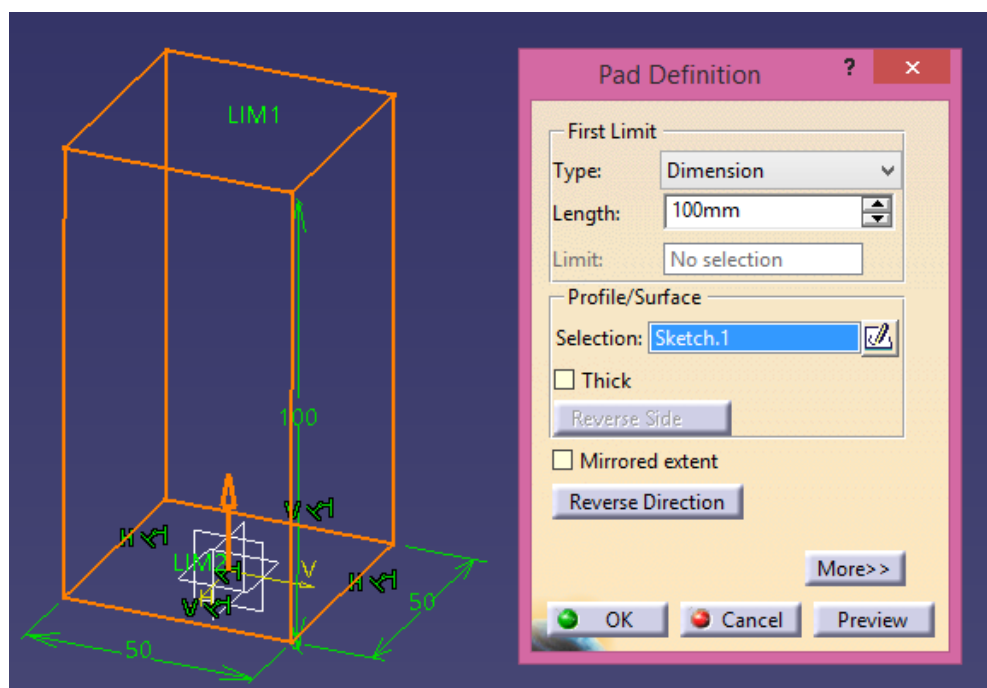 LIM1
100
V
H
LIM2
V
H
V
50
50
Pad Definition ?
First Limit
Type: Dimension
Length: 100mm
Limit: No selection
Profile/Surface
Selection: Sketch.1
Thick
Reverse Side
Mirrored extent
Reverse Direction
More>>
OK Cancel Preview